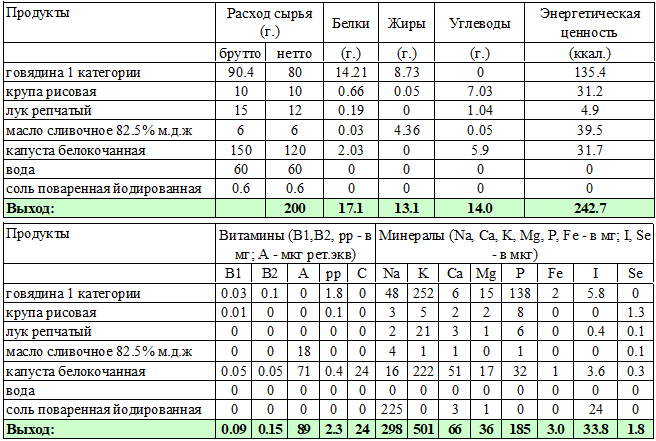 Продукты Расход сырья Белки Жиры Углеводы Энергетическая
(г.) ценность
(г.) (г.) (г.) (ккал.)
брутто нетто
говядина 1 категории 90.4 80 14.21 8.73 0 135.4
крупа рисовая 10 10 0.66 0.05 7.03 31.2
лук репчатый 15 12 0.19 0 1.04 4.9
масло сливочное 82.5% м.д.ж 6 6 0.03 4.36 0.05 39.5
капуста белокочанная 150 120 2.03 0 5.9 31.7
вода 60 60 0 0 0 0
соль поваренная йодированная 0.6 0.6 0 0 0 0
Выход: 200 17.1 13.1 14.0 242.7
Продукты Витамины (B1,B2, pp - в Минералы (Na, Ca, K, Mg, P, Fe - в мг; I, Se
мг; A - мкг рет.экв) - в мкг)
B1 B2 A pp C Na K Ca Mg P Fe I Se
говядина 1 категории 0.03 0.1 0 1.8 0 48 252 6 15 138 2 5.8 0
крупа рисовая 0.01 0 0 0.1 0 3 5 2 2 8 0 0 1.3
лук репчатый 0 0 0 0 0 2 21 3 1 6 0 0.4 0.1
масло сливочное 82.5% м.д.ж 0 0 18 0 0 4 1 1 0 1 0 0 0.1
капуста белокочанная 0.05 0.05 71 0.4 24 16 222 51 17 32 1 3.6 0.3
вода 0 0 0 0 0 0 0 0 0 0 0 0 0
соль поваренная йодированная 0 0 0 0 0 225 0 3 1 0 0 24 0
Выход: 0.09 0.15 89 2.3 24 298 501 66 36 185 3.0 33.8 1.8